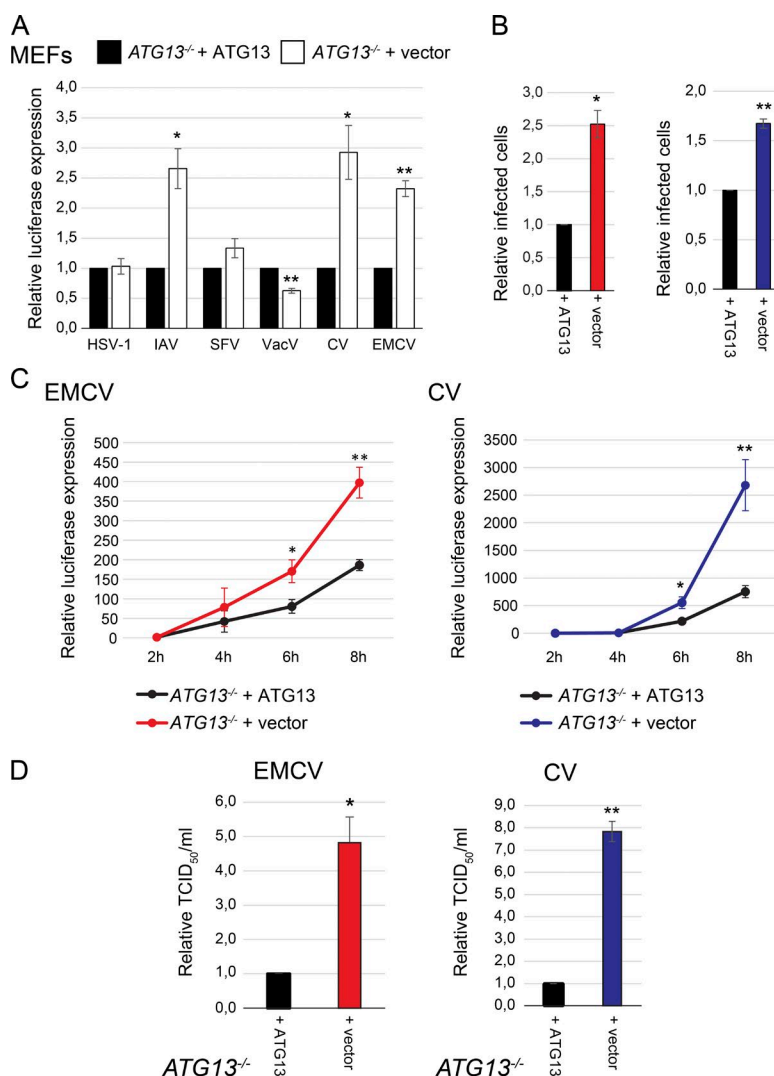 A
MEFs
ATG13-/- + ATG13
ATG13-/- + vector
Relative luciferase expression
4,0
3,5
3,0
2,5
2,0
1,5
1,0
0,5
0,0
*
**
*
**
HSV-1 IAV SFV VacV CV EMCV
B
Relative infected cells
3,0
2,5
2,0
1,5
1,0
0,5
0,0
*
+ ATG13
+ vector
Relative infected cells
2,0
1,5
1,0
0,5
0,0
**
+ ATG13
+ vector
C
EMCV
Relative luciferase expression
500
450
400
350
300
250
200
150
100
50
0
*
**
2h 4h 6h 8h
ATG13-/- + ATG13
ATG13-/- + vector
CV
Relative luciferase expression
3500
3000
2500
2000
1500
1000
500
0
*
**
2h 4h 6h 8h
ATG13-/- + ATG13
ATG13-/- + vector
D
EMCV
Relative TCID50/ml
6,0
5,0
4,0
3,0
2,0
1,0
0,0
*
+ ATG13
+ vector
ATG13-/-
CV
Relative TCID50/ml
9,0
8,0
7,0
6,0
5,0
4,0
3,0
2,0
1,0
0,0
**
+ ATG13
+ vector
ATG13-/-